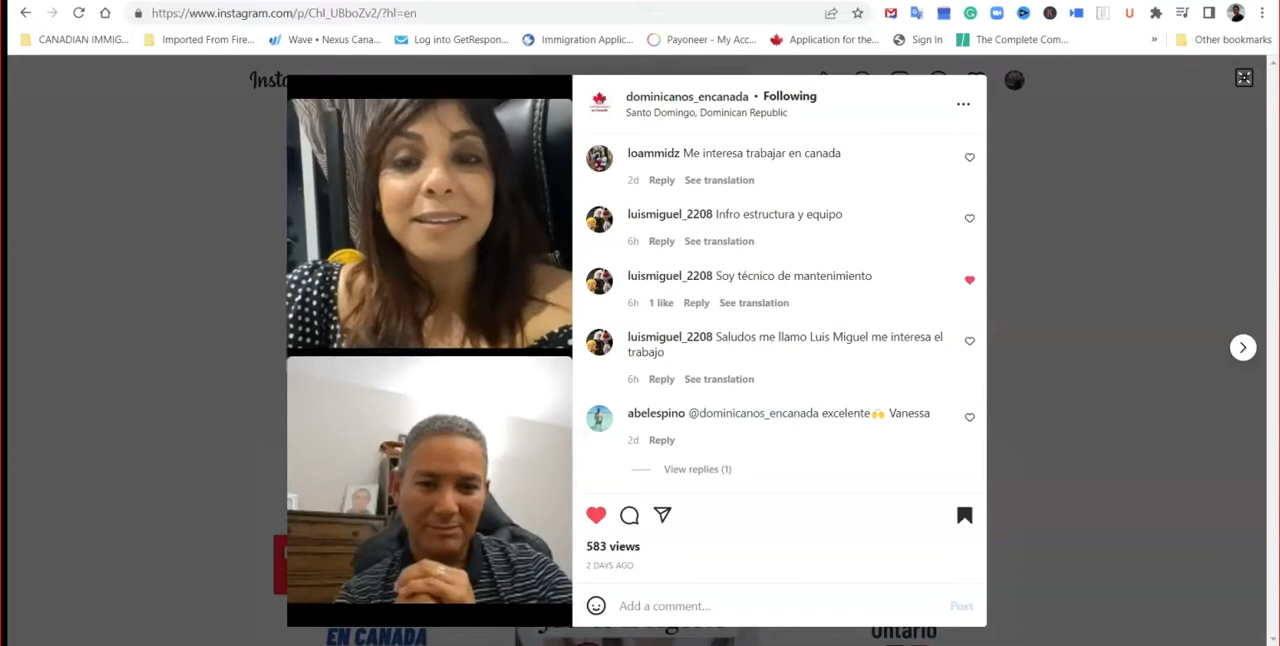 https://www.instagram.com/p/ChI_UBboZv2/?hl=en
CANADIAN IMMIG... Imported From Fire... Wave • Nexus Cana... Log into GetRespon... Immigration Applic... Payoneer - My Acc... Application for the... Sign In The Complete Com... » Other bookmarks
Insta
dominicanos_encanada • Following
Santo Domingo, Dominican Republic
loammidz Me interesa trabajar en canada
2d Reply See translation
luismiguel_2208 Infro estructura y equipo
6h Reply See translation
luismiguel_2208 Soy técnico de mantenimiento
6h 1 like Reply See translation
luismiguel_2208 Saludos me llamo Luis Miguel me interesa el
trabajo
6h Reply See translation
abelespino @dominicanos_encanada excelente🙌 Vanessa
2d Reply
View replies (1)
583 views
2 DAYS AGO
Add a comment... Post
EN CANADA
Ontario